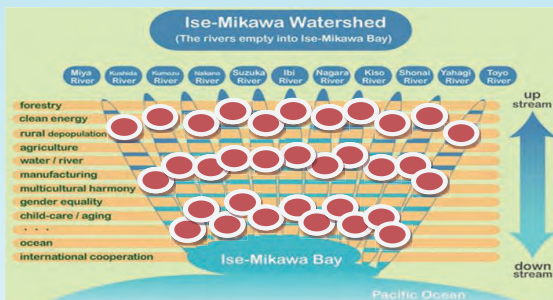 Ise-Mikawa Watershed
(The rivers empty into Ise-Mikawa Bay)
Miya River
Kushida River
Kumozu River
Nakano River
Suzuka River
Ibi River
Nagara River
Kiso River
Shonai River
Yahagi River
Toyo River
up stream
forestry
clean energy
rural depopulation
agriculture
water / river
manufacturing
multicultural harmony
gender equality
child-care / aging
. . .
ocean
international cooperation
Ise-Mikawa Bay
down stream
Pacific Ocean